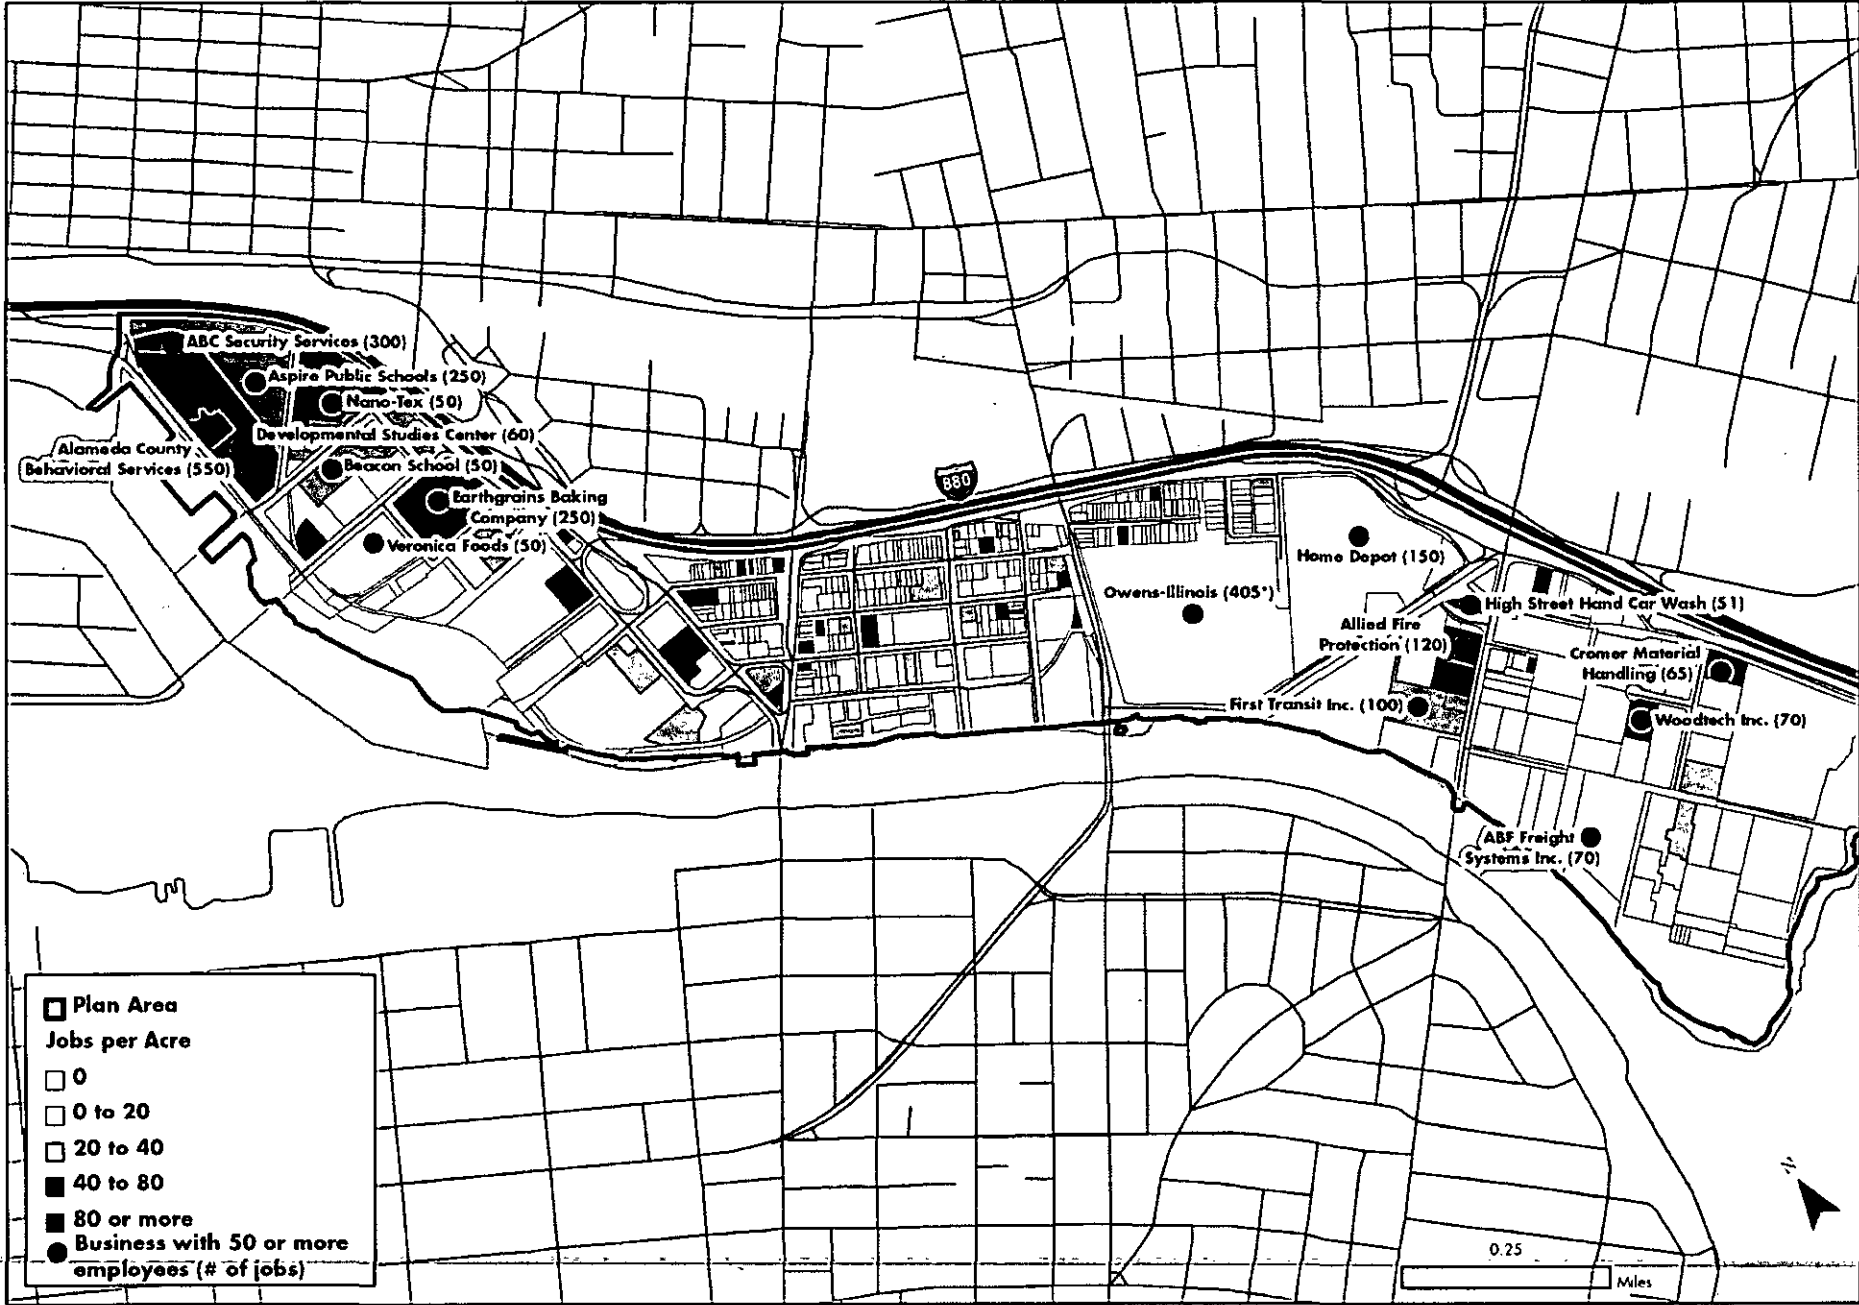 ABC Security Services (300)
Aspire Public Schools (250)
Nano-Tex (50)
Developmental Studies Center (60)
Alameda County
Behavioral Services (550)
Beacon School (50)
Earthgrains Baking
Company (250)
Veronica Foods (50)
880
Home Depot (150)
Owens-Illinois (405*)
High Street Hand Car Wash (51)
Allied Fire
Protection (120)
Cromer Material
Handling (65)
First Transit Inc. (100)
Woodtech Inc. (70)
ABF Freight
Systems Inc. (70)
Plan Area
Jobs per Acre
0
0 to 20
20 to 40
40 to 80
80 or more
Business with 50 or more
employees (# of jobs)
N
0.25
Miles